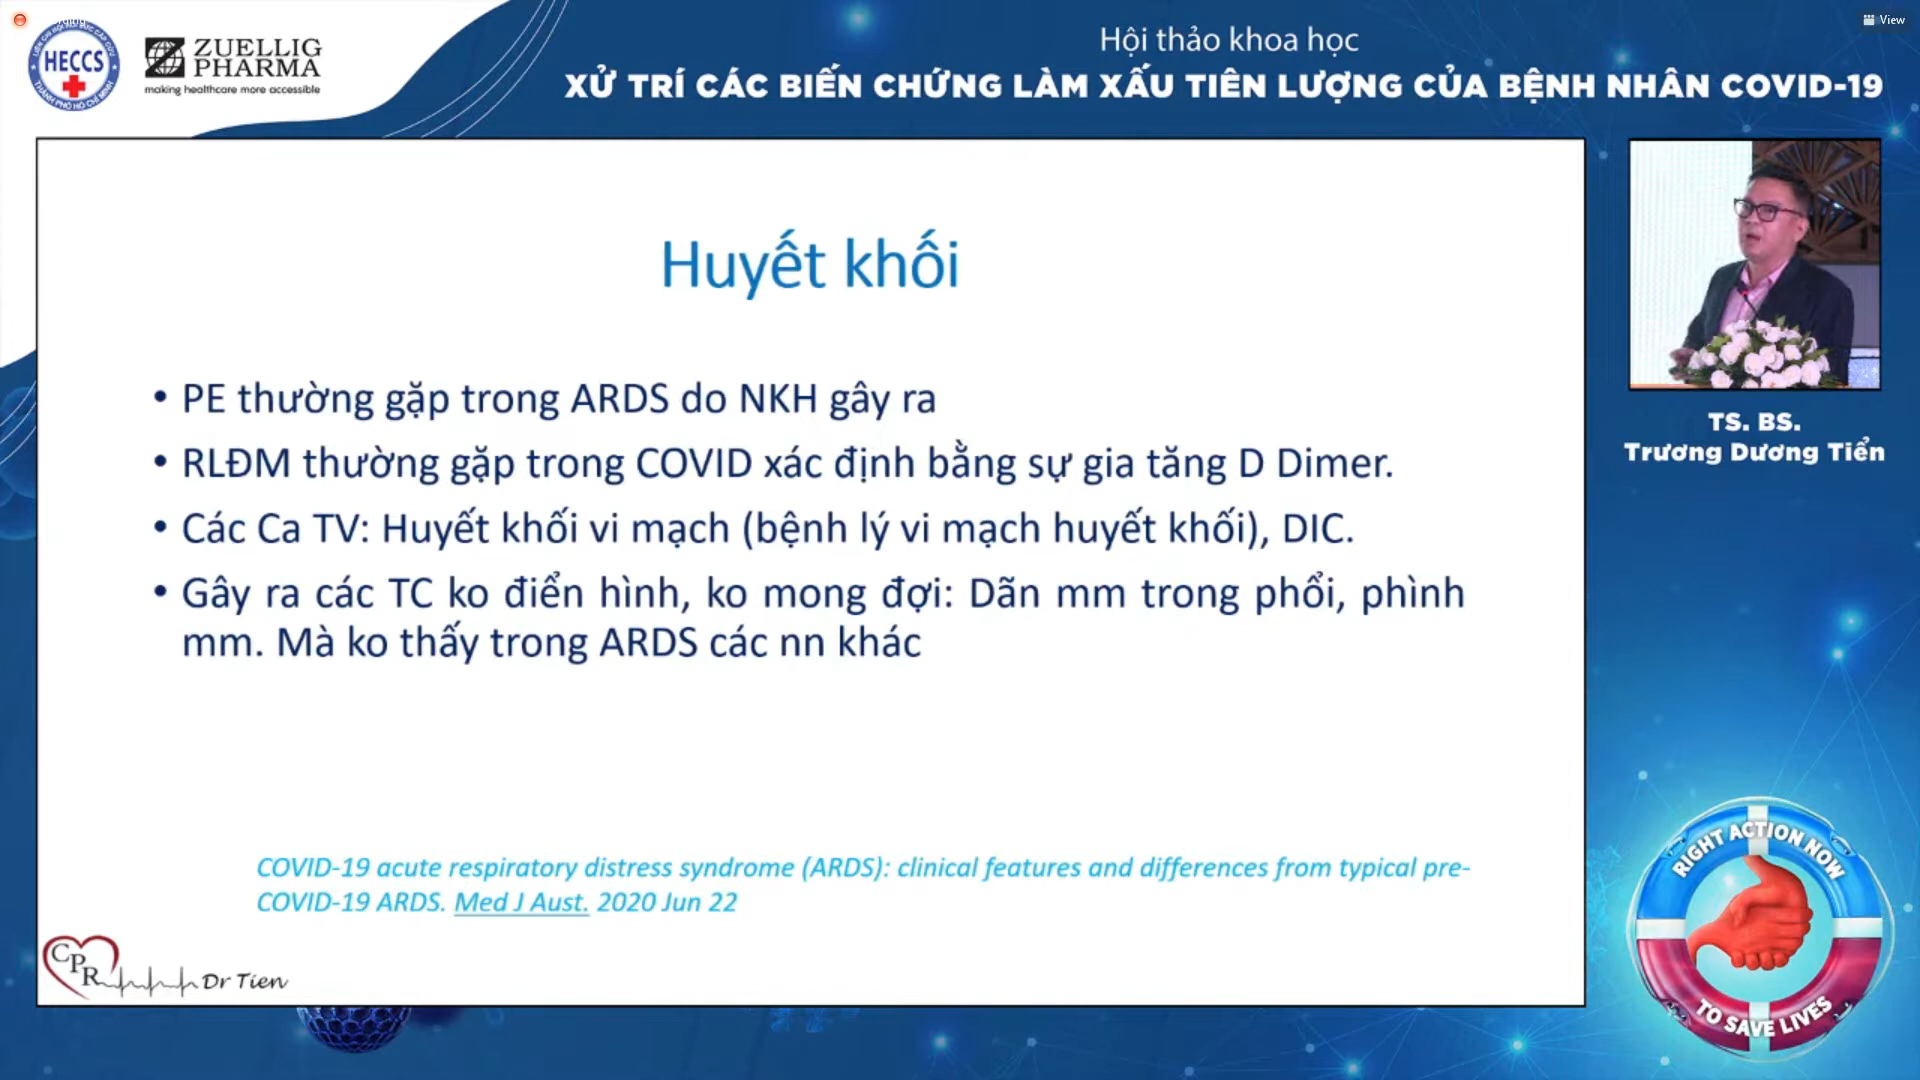 HECCS
THÀNH PHỐ HỒ CHÍ MINH
ZUELLIG
PHARMA
making healthcare more accessible
Hội thảo khoa học
XỬ TRÍ CÁC BIẾN CHỨNG LÀM XẤU TIÊN LƯỢNG CỦA BỆNH NHÂN COVID-19
View
Huyết khối
• PE thường gặp trong ARDS do NKH gây ra
• RLĐM thường gặp trong COVID xác định bằng sự gia tăng D Dimer.
• Các Ca TV: Huyết khối vi mạch (bệnh lý vi mạch huyết khối), DIC.
• Gây ra các TC ko điển hình, ko mong đợi: Dãn mm trong phổi, phình
mm. Mà ko thấy trong ARDS các nn khác
COVID-19 acute respiratory distress syndrome (ARDS): clinical features and differences from typical pre-
COVID-19 ARDS. Med J Aust. 2020 Jun 22
CPR
Dr Tien
TS. BS.
Trương Dương Tiển
RIGHT ACTION NOW
TO SAVE LIVES